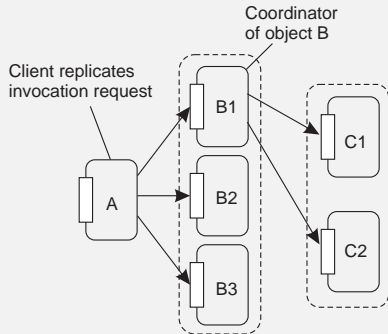 Coordinator
of object B
Client replicates
invocation request
A
B1
B2
B3
C1
C2